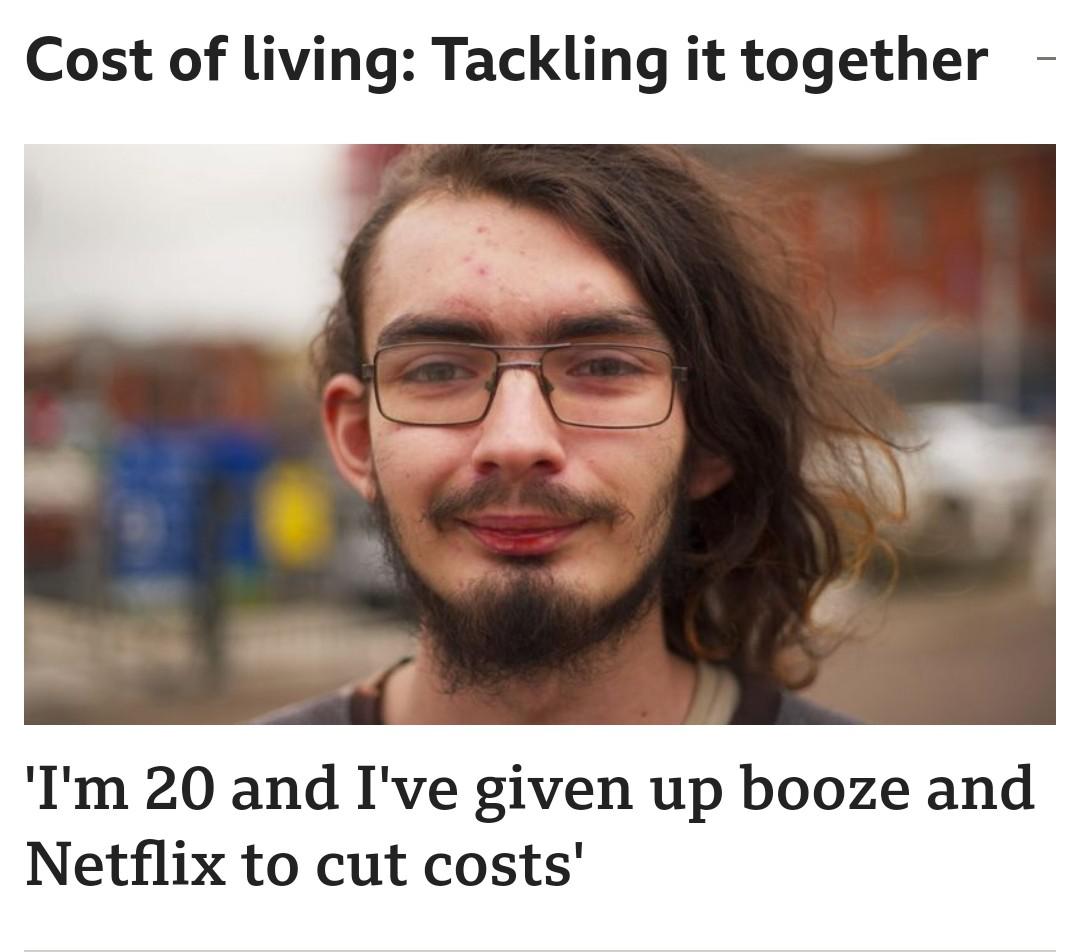 Cost of living: Tackling it together
'I'm 20 and I've given up booze and
Netflix to cut costs'